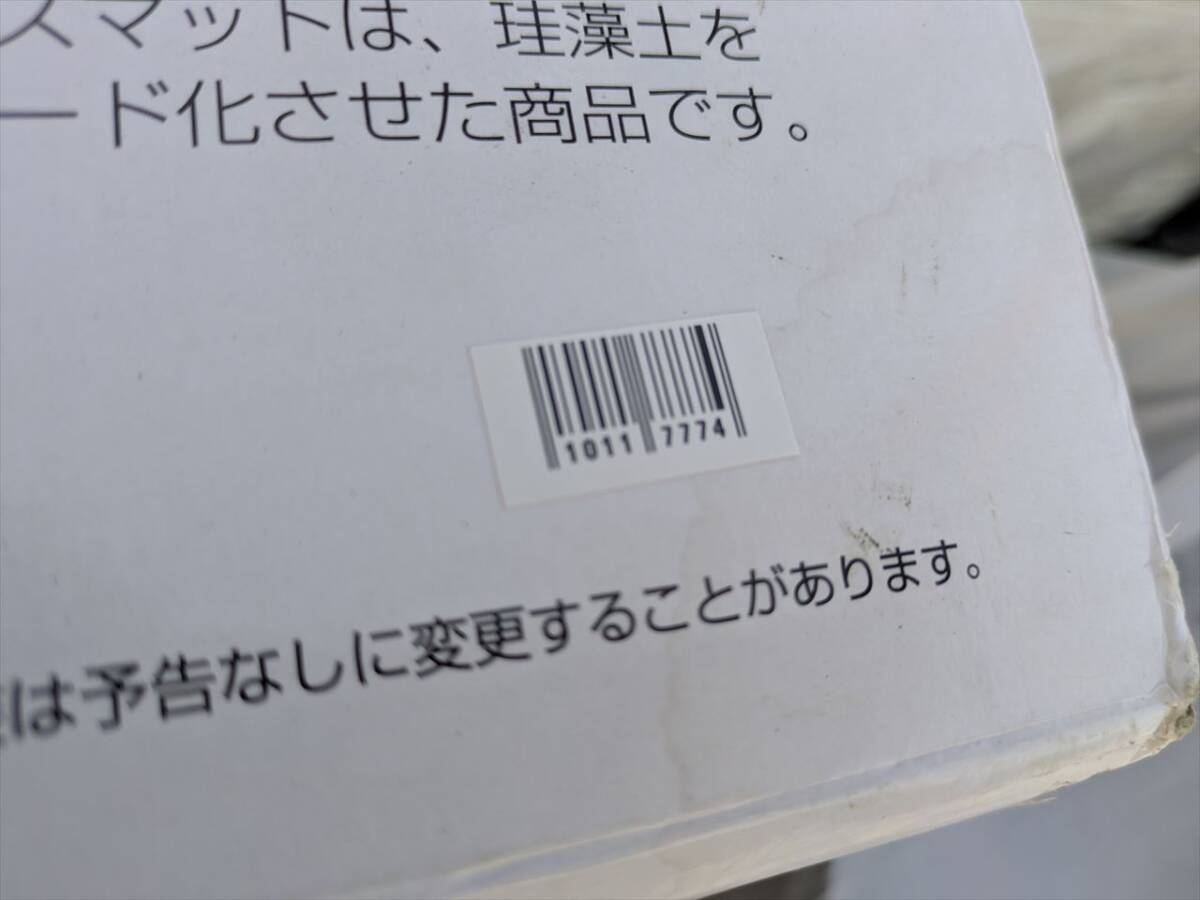 スマットは、珪藻土を
ード化させた商品です。
1011 7774
は予告なしに変更することがあります。